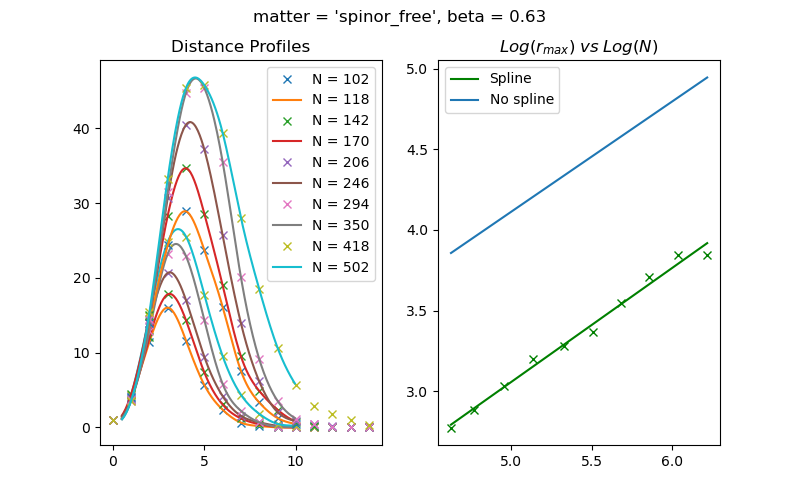 matter = 'spinor_free', beta = 0.63
Distance Profiles
N = 102
N = 118
N = 142
N = 170
N = 206
N = 246
N = 294
N = 350
N = 418
N = 502
40
30
20
10
0
0 5 10
Log(r_max) vs Log(N)
Spline
No spline
5.0
4.5
4.0
3.5
3.0
5.0 5.5 6.0